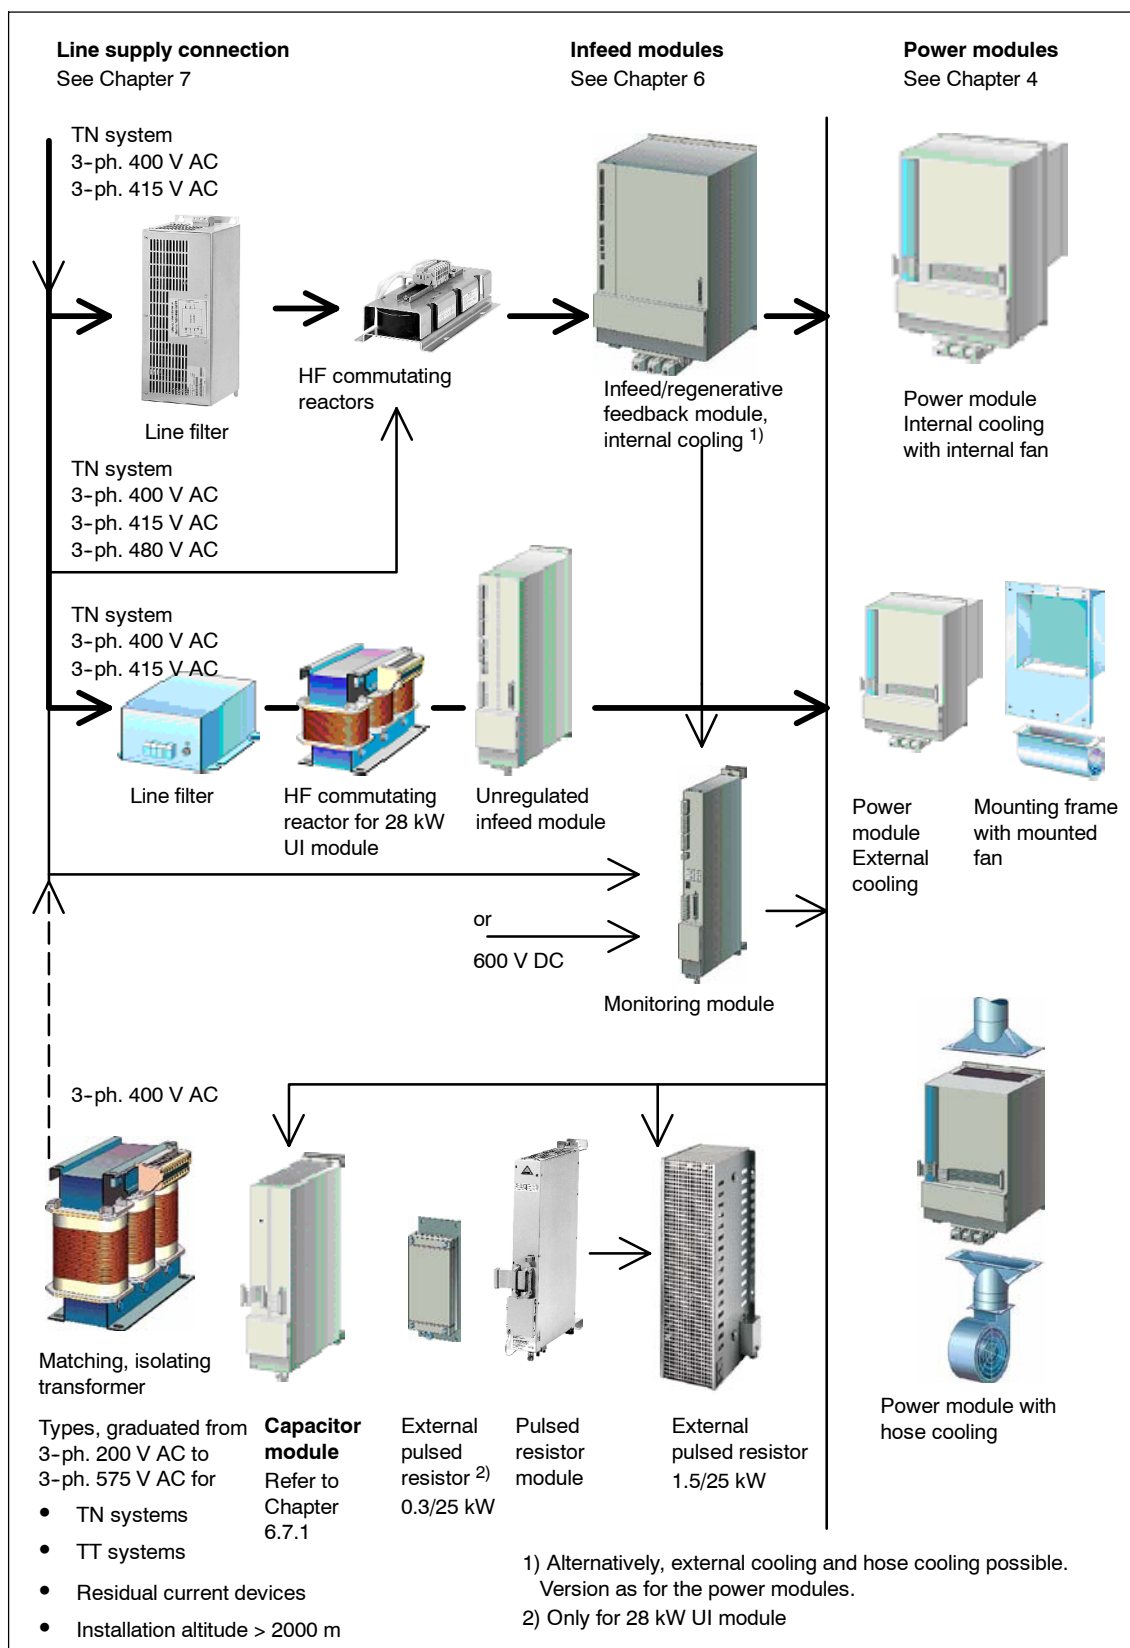 Line supply connection
See Chapter 7
Infeed modules
See Chapter 6
Power modules
See Chapter 4
TN system
3-ph. 400 V AC
3-ph. 415 V AC
Line filter
HF commutating
reactors
Infeed/regenerative
feedback module,
internal cooling 1)
Power module
Internal cooling
with internal fan
TN system
3-ph. 400 V AC
3-ph. 415 V AC
3-ph. 480 V AC
TN system
3-ph. 400 V AC
3-ph. 415 V AC
Line filter
HF commutating
reactor for 28 kW
UI module
Unregulated
infeed module
Power
module
External
cooling
Mounting frame
with mounted
fan
or
600 V DC
Monitoring module
3-ph. 400 V AC
Matching, isolating
transformer
Types, graduated from
3-ph. 200 V AC to
3-ph. 575 V AC for
• TN systems
• TT systems
• Residual current devices
• Installation altitude > 2000 m
Capacitor
module
Refer to
Chapter
6.7.1
External
pulsed
resistor 2)
0.3/25 kW
Pulsed
resistor
module
External
pulsed resistor
1.5/25 kW
Power module with
hose cooling
1) Alternatively, external cooling and hose cooling possible.
Version as for the power modules.
2) Only for 28 kW UI module